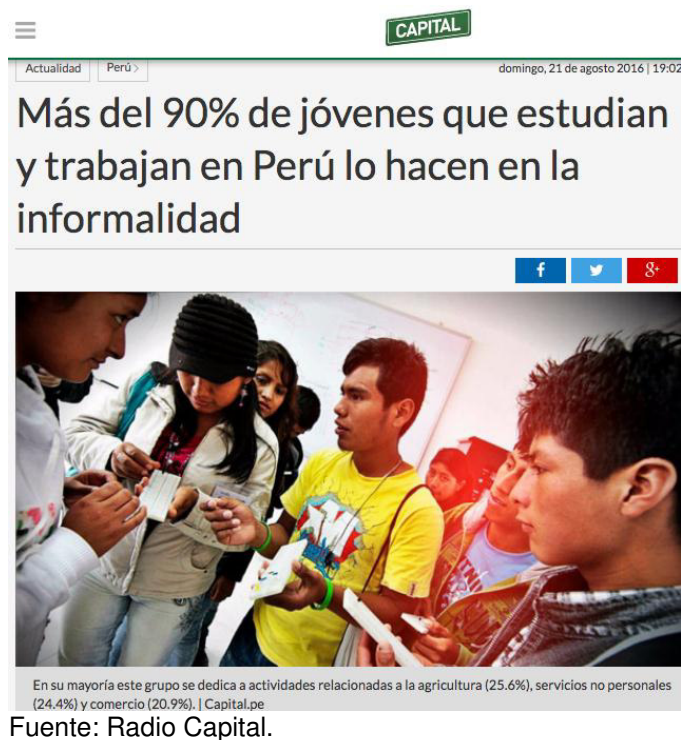 CAPITAL
Actualidad Perú >
domingo, 21 de agosto 2016 | 19:02
Más del 90% de jóvenes que estudian
y trabajan en Perú lo hacen en la
informalidad
f g+
En su mayoría este grupo se dedica a actividades relacionadas a la agricultura (25.6%), servicios no personales
(24.4%) y comercio (20.9%). | Capital.pe
Fuente: Radio Capital.